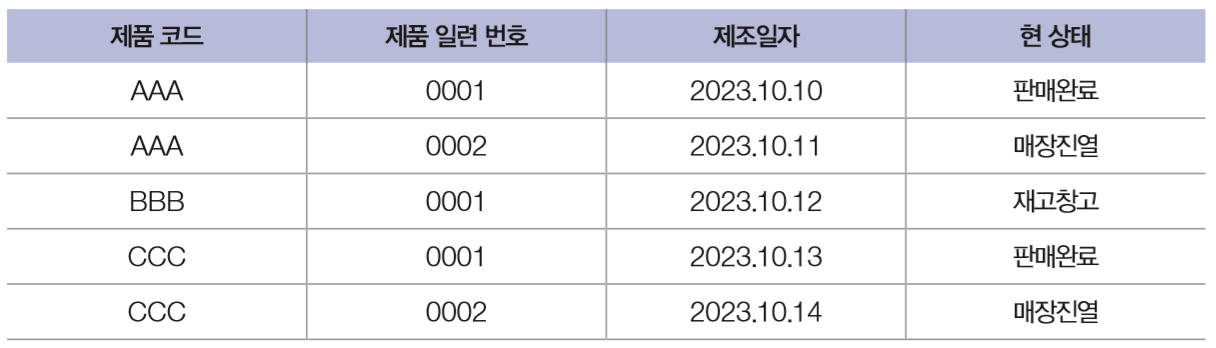 제품 코드 제품 일련 번호 제조일자 현 상태
AAA 0001 2023.10.10 판매완료
AAA 0002 2023.10.11 매장진열
BBB 0001 2023.10.12 재고창고
CCC 0001 2023.10.13 판매완료
CCC 0002 2023.10.14 매장진열